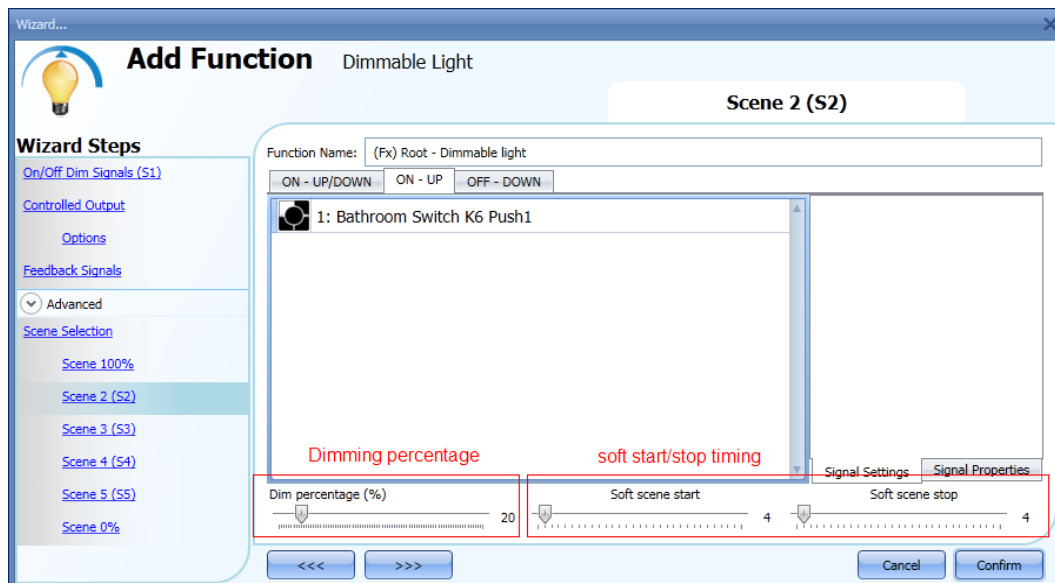 Wizard...
Add Function Dimmable Light
Scene 2 (S2)
Wizard Steps
On/Off Dim Signals (S1)
Controlled Output
Options
Feedback Signals
Advanced
Scene Selection
Scene 100%
Scene 2 (S2)
Scene 3 (S3)
Scene 4 (S4)
Scene 5 (S5)
Scene 0%
Function Name: (Fx) Root - Dimmable light
ON - UP/DOWN ON - UP OFF - DOWN
1: Bathroom Switch K6 Push1
Dimming percentage soft start/stop timing
Signal Settings Signal Properties
Dim percentage (%) Soft scene start Soft scene stop
20 4 4
<<< >>> Cancel Confirm